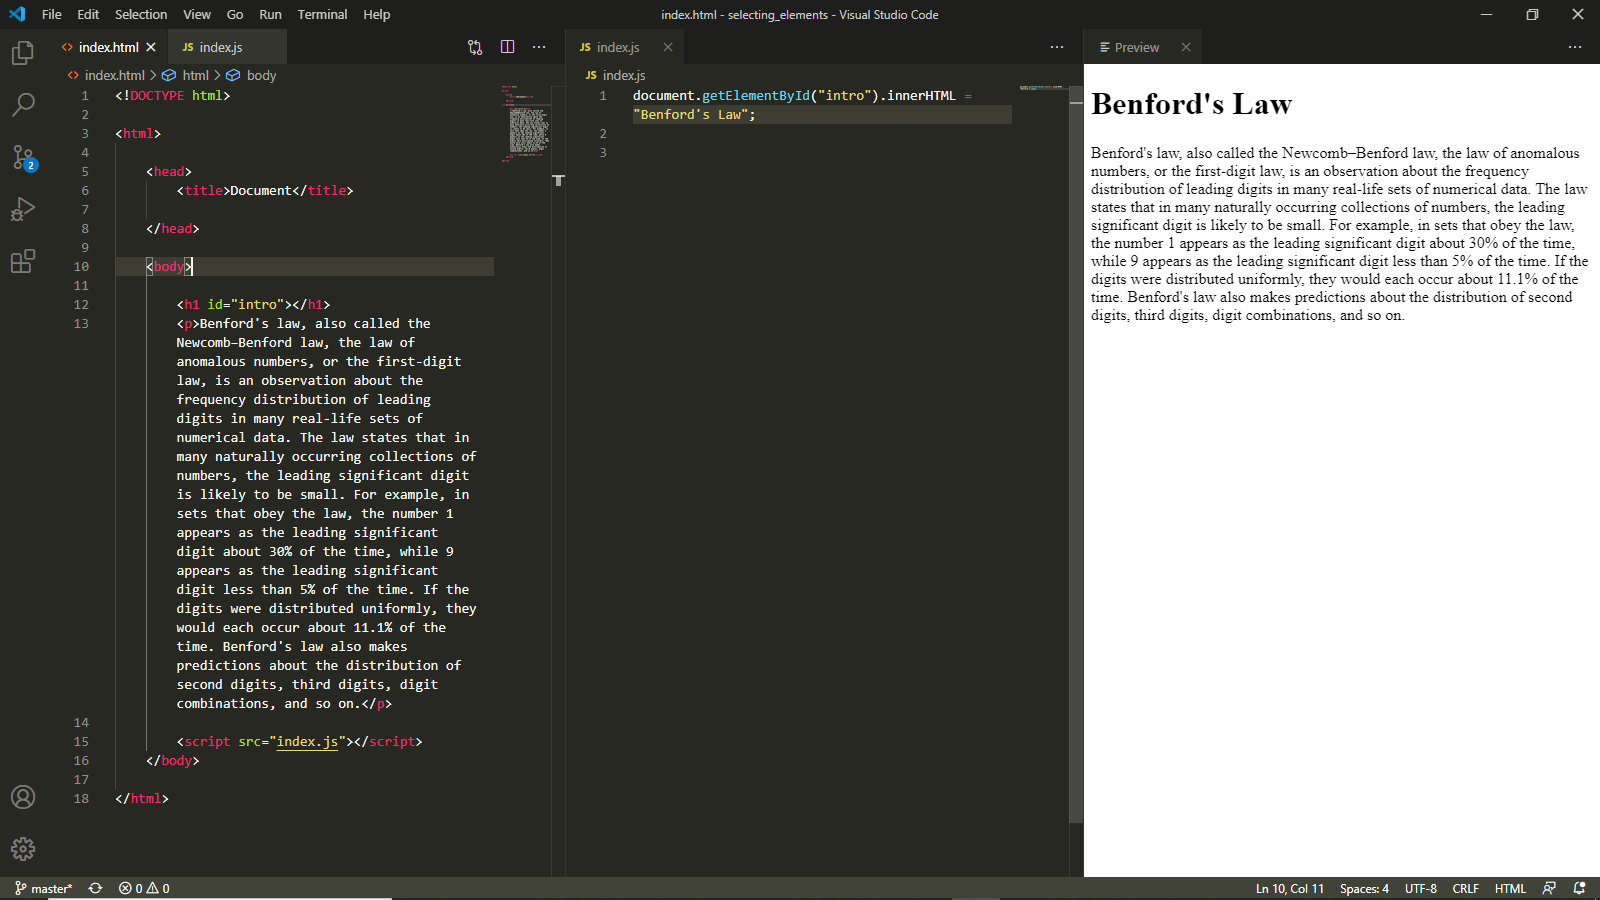 File Edit Selection View Go Run Terminal Help
index.html - selecting_elements - Visual Studio Code
index.html
JS index.js
JS index.js
Preview
index.html > html > body
JS index.js
2
1 <!DOCTYPE html>
2
3 <html>
4
5 <head>
6 <title>Document</title>
7
8 </head>
9
10 <body>
11
12 <h1 id="intro"></h1>
13 <p>Benford's law, also called the
Newcomb–Benford law, the law of
anomalous numbers, or the first-digit
law, is an observation about the
frequency distribution of leading
digits in many real-life sets of
numerical data. The law states that in
many naturally occurring collections of
numbers, the leading significant digit
is likely to be small. For example, in
sets that obey the law, the number 1
appears as the leading significant
digit about 30% of the time, while 9
appears as the leading significant
digit less than 5% of the time. If the
digits were distributed uniformly, they
would each occur about 11.1% of the
time. Benford's law also makes
predictions about the distribution of
second digits, third digits, digit
combinations, and so on.</p>
14
15 <script src="index.js"></script>
16 </body>
17
18 </html>
1 document.getElementById("intro").innerHTML =
"Benford's Law";
2
3
Benford's Law
Benford's law, also called the Newcomb–Benford law, the law of anomalous
numbers, or the first-digit law, is an observation about the frequency
distribution of leading digits in many real-life sets of numerical data. The law
states that in many naturally occurring collections of numbers, the leading
significant digit is likely to be small. For example, in sets that obey the law,
the number 1 appears as the leading significant digit about 30% of the time,
while 9 appears as the leading significant digit less than 5% of the time. If the
digits were distributed uniformly, they would each occur about 11.1% of the
time. Benford's law also makes predictions about the distribution of second
digits, third digits, digit combinations, and so on.
master* 0 0
Ln 10, Col 11 Spaces: 4 UTF-8 CRLF HTML